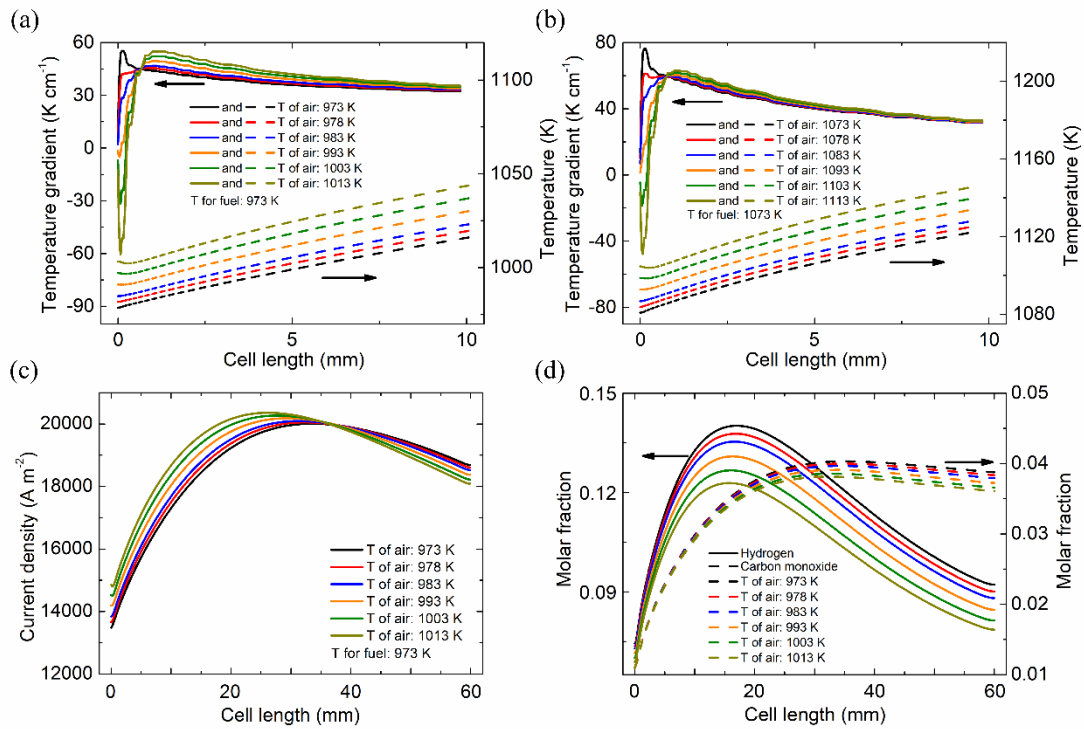 (a)
Temperature gradient (K cm⁻¹)
60
30
0
-30
-60
-90
and T of air: 973 K
and T of air: 978 K
and T of air: 983 K
and T of air: 993 K
and T of air: 1003 K
and T of air: 1013 K
T for fuel: 973 K
1100
1050
1000
Temperature (K)
0 5 10
Cell length (mm)
(b)
Temperature gradient (K cm⁻¹)
80
60
40
20
0
-20
-40
-60
-80
and T of air: 1073 K
and T of air: 1078 K
and T of air: 1083 K
and T of air: 1093 K
and T of air: 1103 K
and T of air: 1113 K
T for fuel: 1073 K
1200
1160
1120
1080
Temperature (K)
0 5 10
Cell length (mm)
(c)
Current density (A m⁻²)
20000
18000
16000
14000
12000
T of air: 973 K
T of air: 978 K
T of air: 983 K
T of air: 993 K
T of air: 1003 K
T of air: 1013 K
T for fuel: 973 K
0 20 40 60
Cell length (mm)
(d)
Molar fraction
0.15
0.12
0.09
Hydrogen
Carbon monoxide
T of air: 973 K
T of air: 978 K
T of air: 983 K
T of air: 993 K
T of air: 1003 K
T of air: 1013 K
0.05
0.04
0.03
0.02
0.01
Molar fraction
0 20 40 60
Cell length (mm)